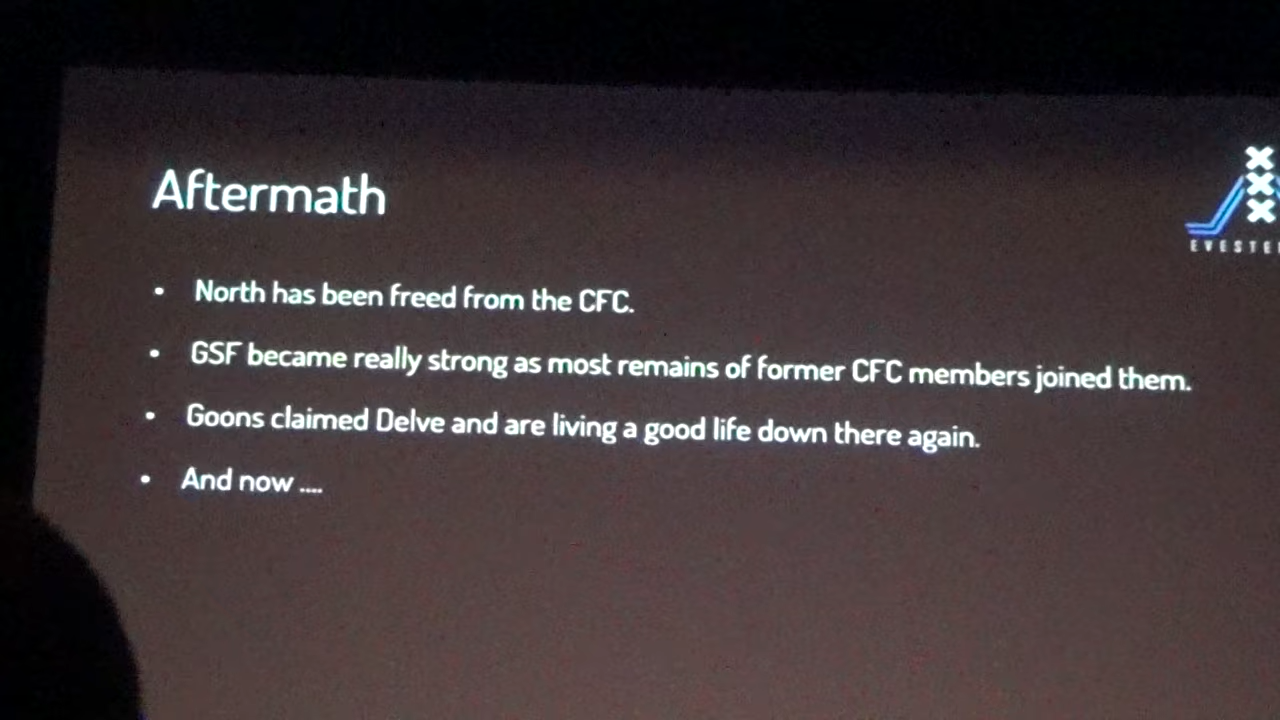 Aftermath
• North has been freed from the CFC.
• GSF became really strong as most remains of former CFC members joined them.
• Goons claimed Delve and are living a good life down there again.
• And now ....
XXX